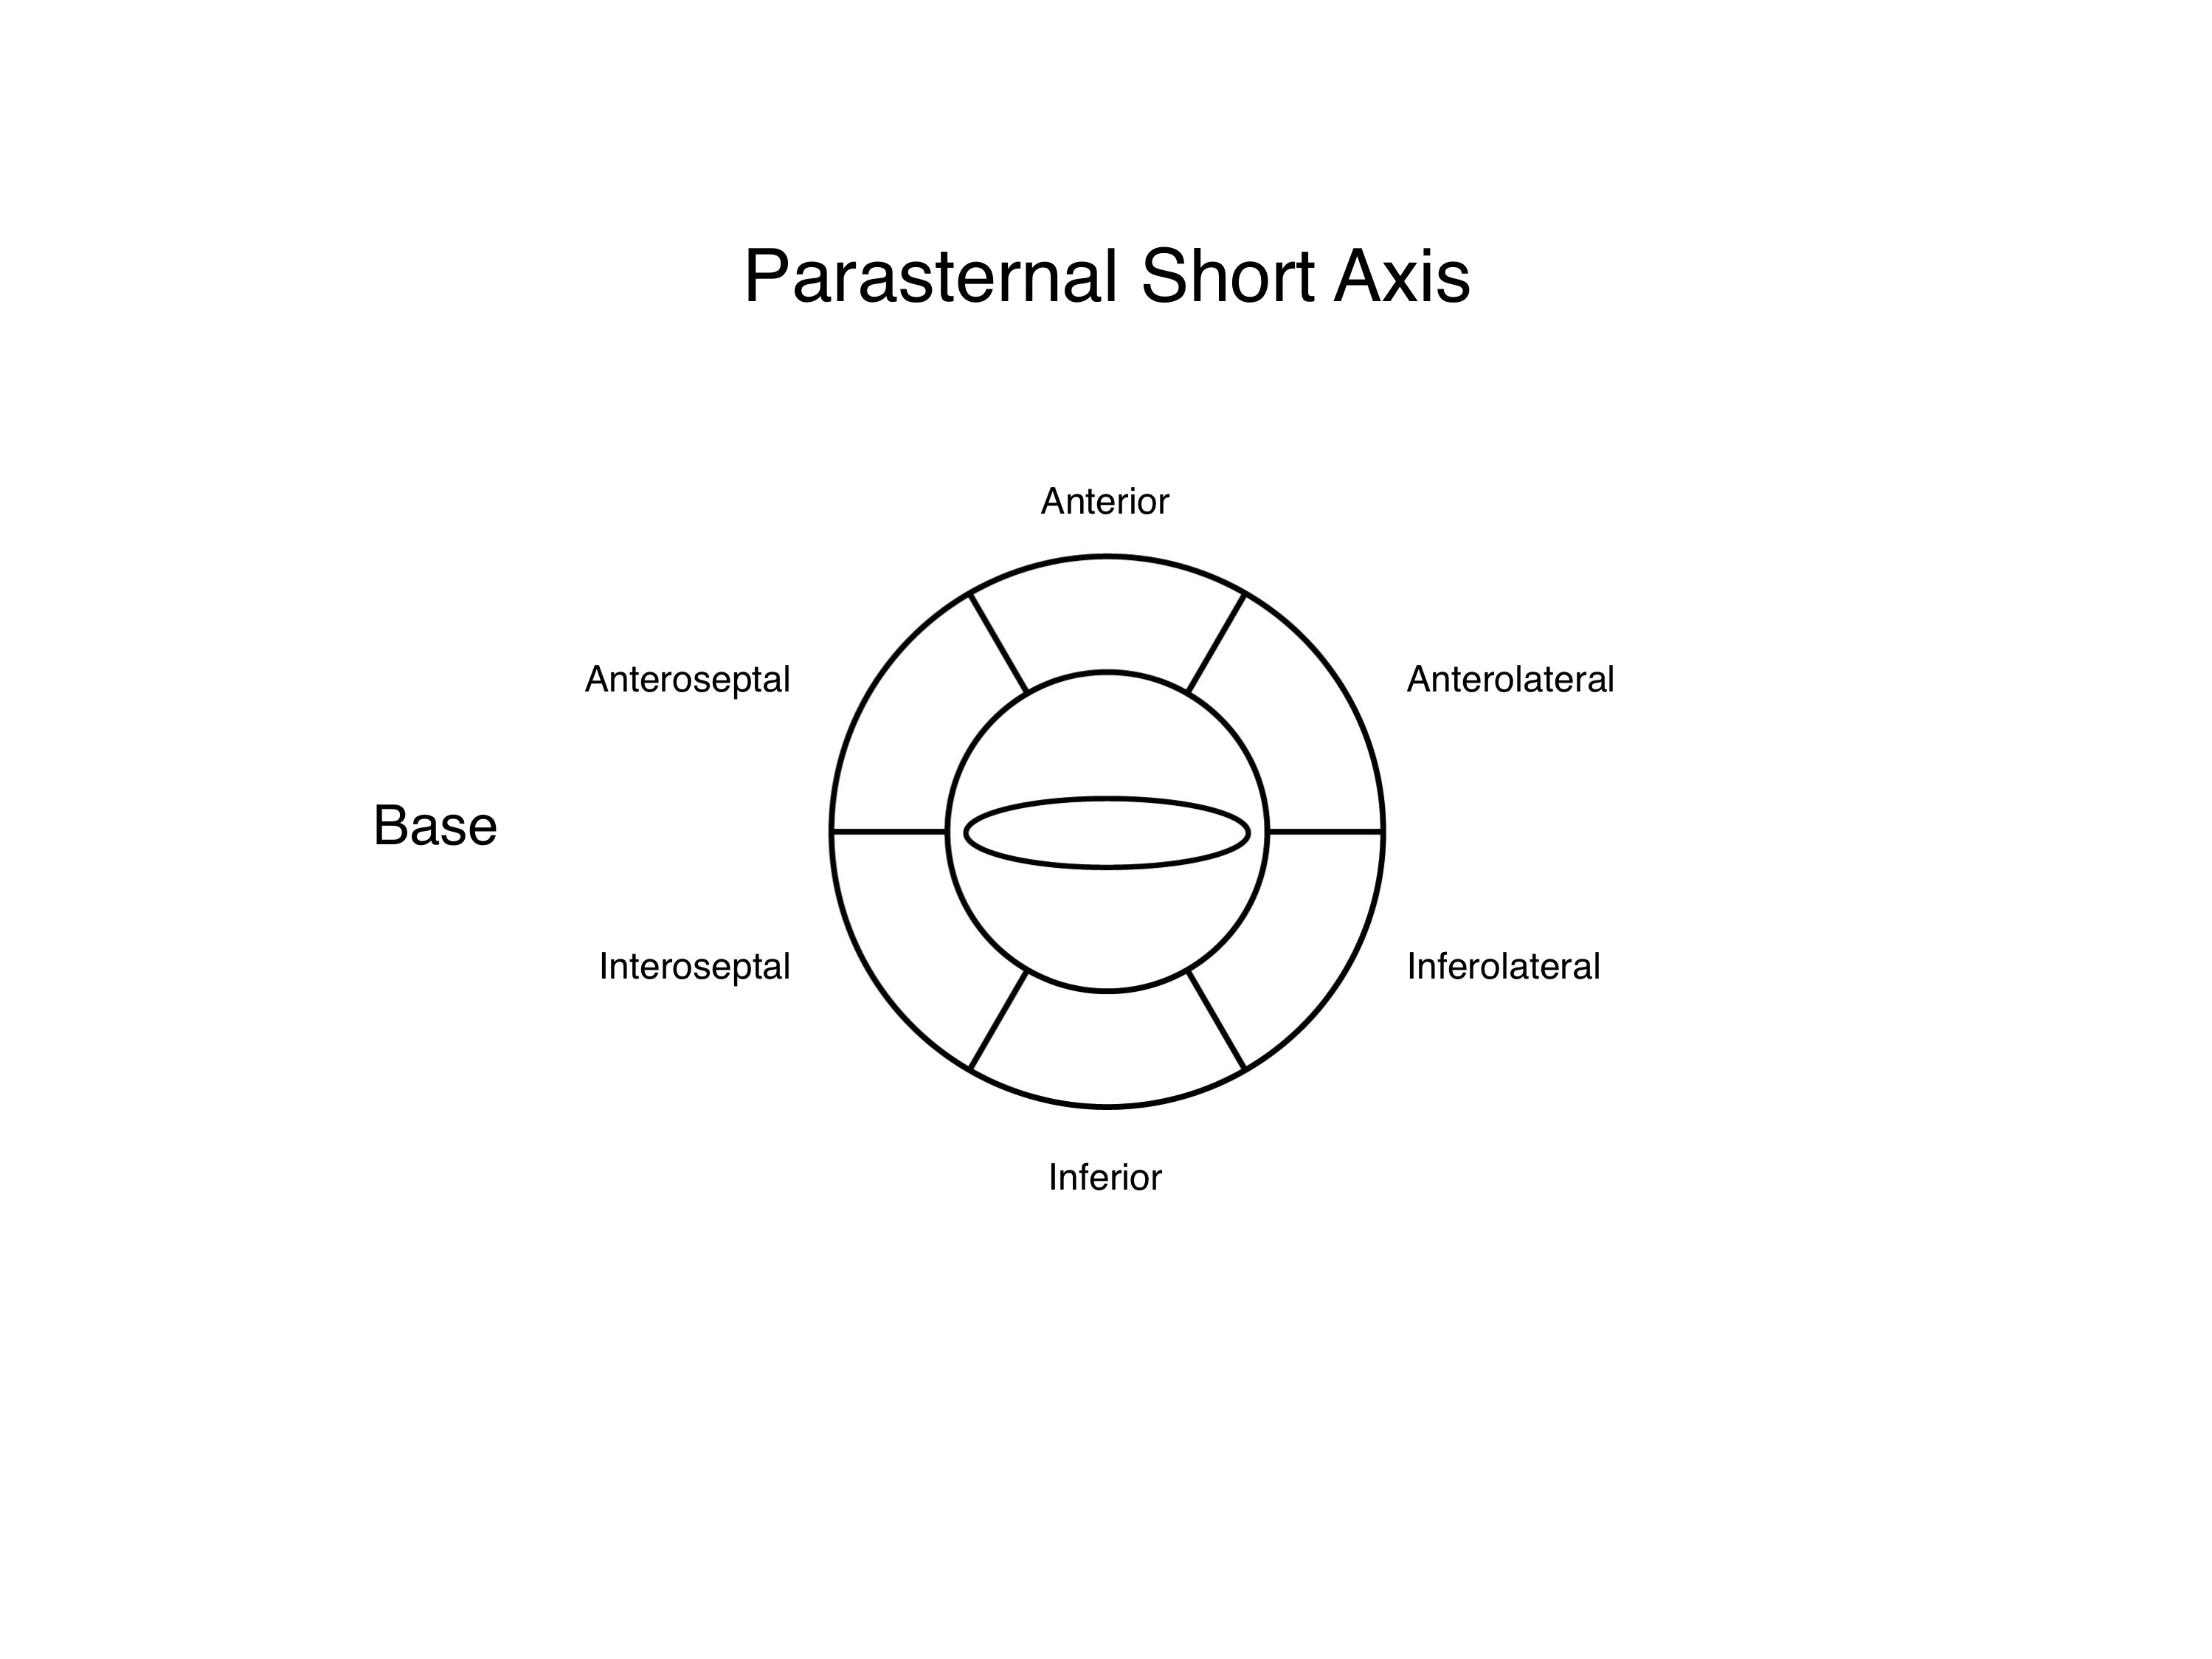 Parasternal Short Axis
Anterior
Anteroseptal
Anterolateral
Base
Interoseptal
Inferolateral
Inferior